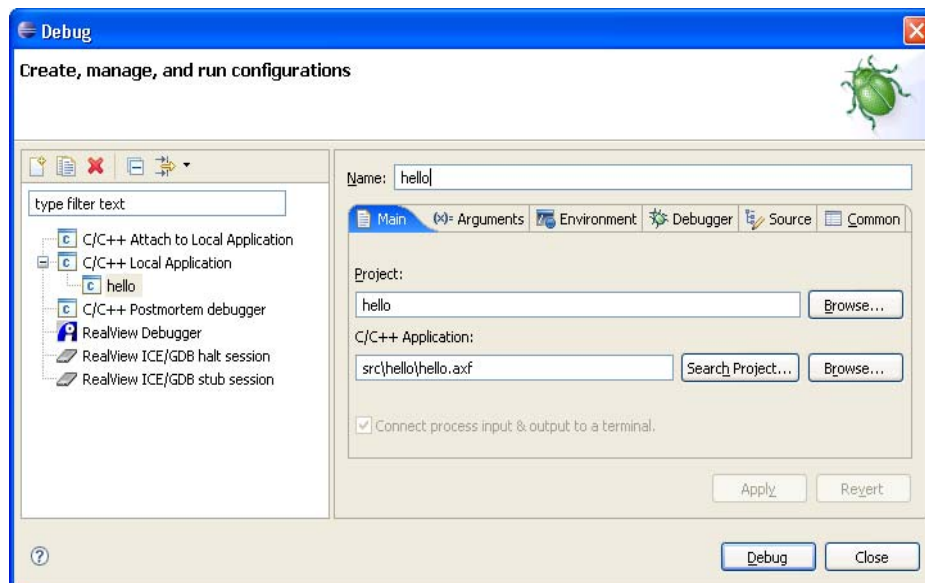 Debug
Create, manage, and run configurations
type filter text
C/C++ Attach to Local Application
C/C++ Local Application
hello
C/C++ Postmortem debugger
RealView Debugger
RealView ICE/GDB halt session
RealView ICE/GDB stub session
Name: hello
Main (x)= Arguments Environment Debugger Source Common
Project:
hello Browse...
C/C++ Application:
src\hello\hello.axf Search Project... Browse...
Connect process input & output to a terminal.
Apply Revert
? Debug Close